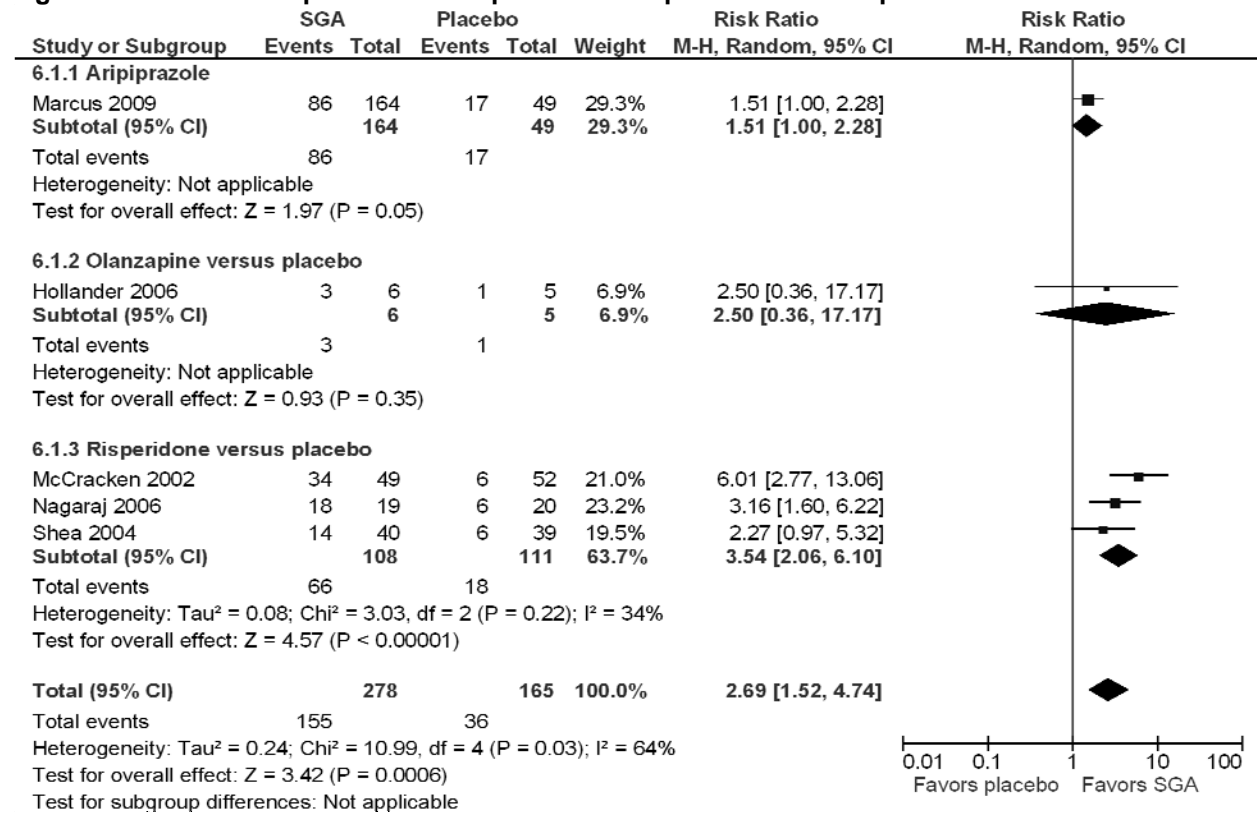 SGA Placebo Risk Ratio Risk Ratio
Study or Subgroup Events Total Events Total Weight M-H, Random, 95% CI M-H, Random, 95% CI
6.1.1 Aripiprazole
Marcus 2009 86 164 17 49 29.3% 1.51 [1.00, 2.28]
Subtotal (95% CI) 164 49 29.3% 1.51 [1.00, 2.28]
Total events 86 17
Heterogeneity: Not applicable
Test for overall effect: Z = 1.97 (P = 0.05)
6.1.2 Olanzapine versus placebo
Hollander 2006 3 6 1 5 6.9% 2.50 [0.36, 17.17]
Subtotal (95% CI) 6 5 6.9% 2.50 [0.36, 17.17]
Total events 3 1
Heterogeneity: Not applicable
Test for overall effect: Z = 0.93 (P = 0.35)
6.1.3 Risperidone versus placebo
McCracken 2002 34 49 6 52 21.0% 6.01 [2.77, 13.06]
Nagaraj 2006 18 19 6 20 23.2% 3.16 [1.60, 6.22]
Shea 2004 14 40 6 39 19.5% 2.27 [0.97, 5.32]
Subtotal (95% CI) 108 111 63.7% 3.54 [2.06, 6.10]
Total events 66 18
Heterogeneity: Tau² = 0.08; Chi² = 3.03, df = 2 (P = 0.22); I² = 34%
Test for overall effect: Z = 4.57 (P < 0.00001)
Total (95% CI) 278 165 100.0% 2.69 [1.52, 4.74]
Total events 155 36
Heterogeneity: Tau² = 0.24; Chi² = 10.99, df = 4 (P = 0.03); I² = 64%
Test for overall effect: Z = 3.42 (P = 0.0006)
Test for subgroup differences: Not applicable
0.01 0.1 1 10 100
Favors placebo Favors SGA